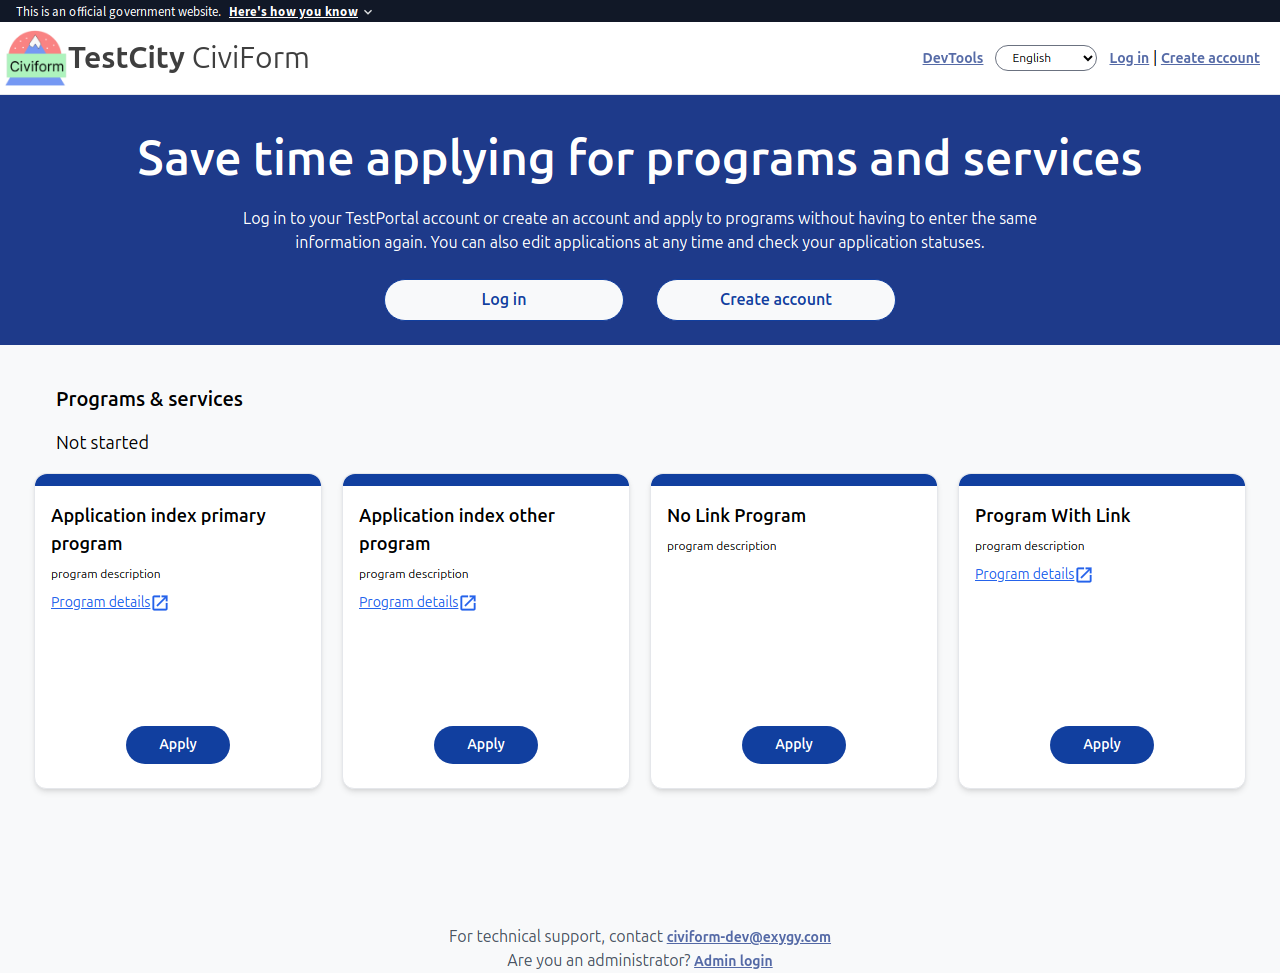 This is an official government website. Here's how you know
Civiform
TestCity CiviForm
DevTools English Log in | Create account
Save time applying for programs and services
Log in to your TestPortal account or create an account and apply to programs without having to enter the same
information again. You can also edit applications at any time and check your application statuses.
Log in
Create account
Programs & services
Not started
Application index primary
program
program description
Program details
Apply
Application index other
program
program description
Program details
Apply
No Link Program
program description
Apply
Program With Link
program description
Program details
Apply
For technical support, contact civiform-dev@exygy.com
Are you an administrator? Admin login